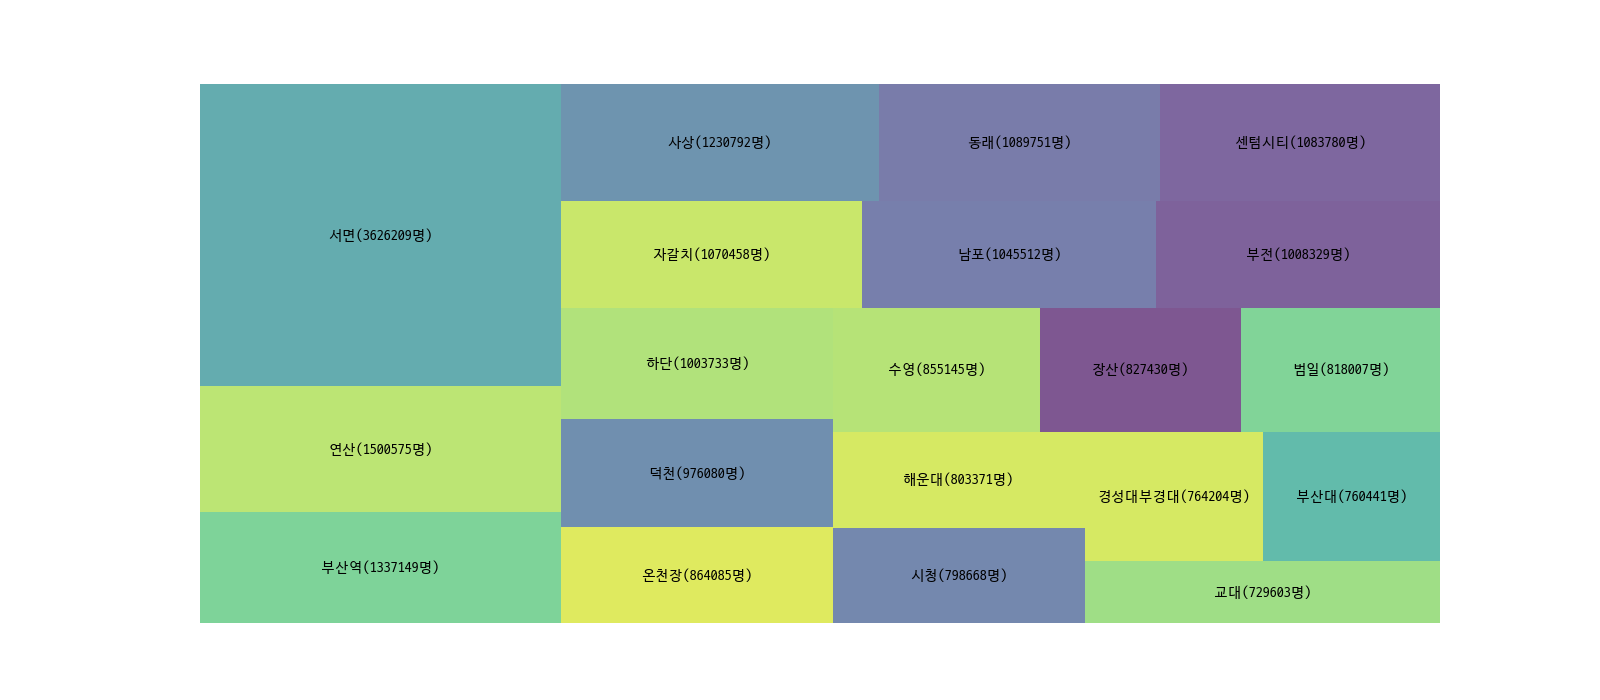 사상(1230792명)
동래(1089751명)
센텀시티(1083780명)
서면(3626209명)
자갈치(1070458명)
남포(1045512명)
부전(1008329명)
하단(1003733명)
수영(855145명)
장산(827430명)
범일(818007명)
연산(1500575명)
덕천(976080명)
해운대(803371명)
경성대부경대(764204명)
부산대(760441명)
부산역(1337149명)
온천장(864085명)
시청(798668명)
교대(729603명)